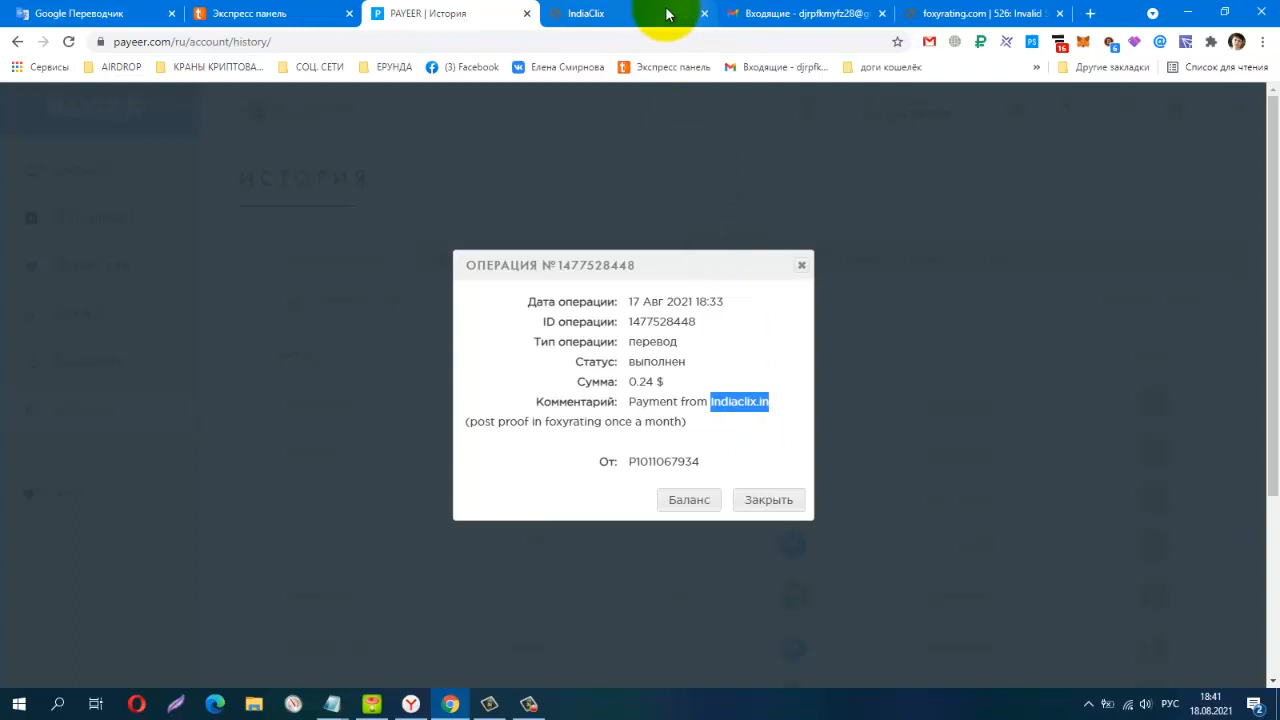 Google Переводчик
Экспресс панель
PAYEER | История
IndiaClix
Входящие - djrpfkmyfz28@g
foxyrating.com | 526: Invalid S
payeer.com/ru/account/history/
16
6
Сервисы
AIRDROP
КРАНЫ КРИПТОВА...
СОЦ. СЕТИ
ЕРУНДА
(3) Facebook
Елена Смирнова
Экспресс панель
Входящие - djrpfk...
доги кошелёк
»
Другие закладки
Список для чтения
ИСТОРИЯ
ОПЕРАЦИЯ №1477528448
Дата операции: 17 Авг 2021 18:33
ID операции: 1477528448
Тип операции: перевод
Статус: выполнен
Сумма: 0.24 $
Комментарий: Payment from Indiaclix.in
(post proof in foxyrating once a month)
От: P1011067934
Баланс
Закрыть
РУС
18:41
18.08.2021
2